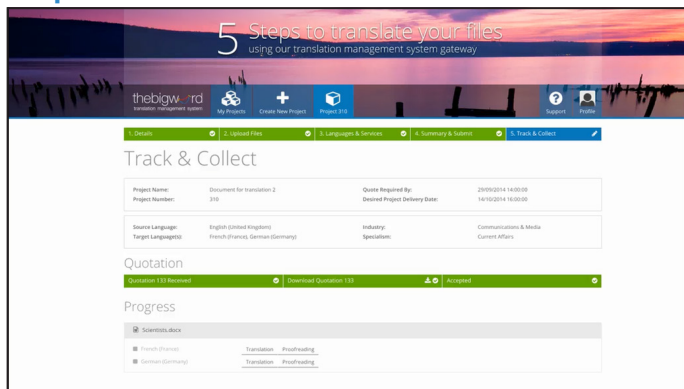 5 Steps to translate your files
using our translation management system gateway
thebigword
translation management system
My Projects
Create New Project
Project 310
Support
Profile
1. Details
2. Upload Files
3. Languages & Services
4. Summary & Submit
5. Track & Collect
Track & Collect
Project Name: Document for translation 2 Quote Required By: 29/09/2014 14:00:00
Project Number: 310 Desired Project Delivery Date: 14/10/2014 16:00:00
Source Language: English (United Kingdom) Industry: Communications & Media
Target Language(s): French (France), German (Germany) Specialism: Current Affairs
Quotation
Quotation 133 Received
Download Quotation 133
Accepted
Progress
Scientists.docx
French (France) Translation Proofreading
German (Germany) Translation Proofreading